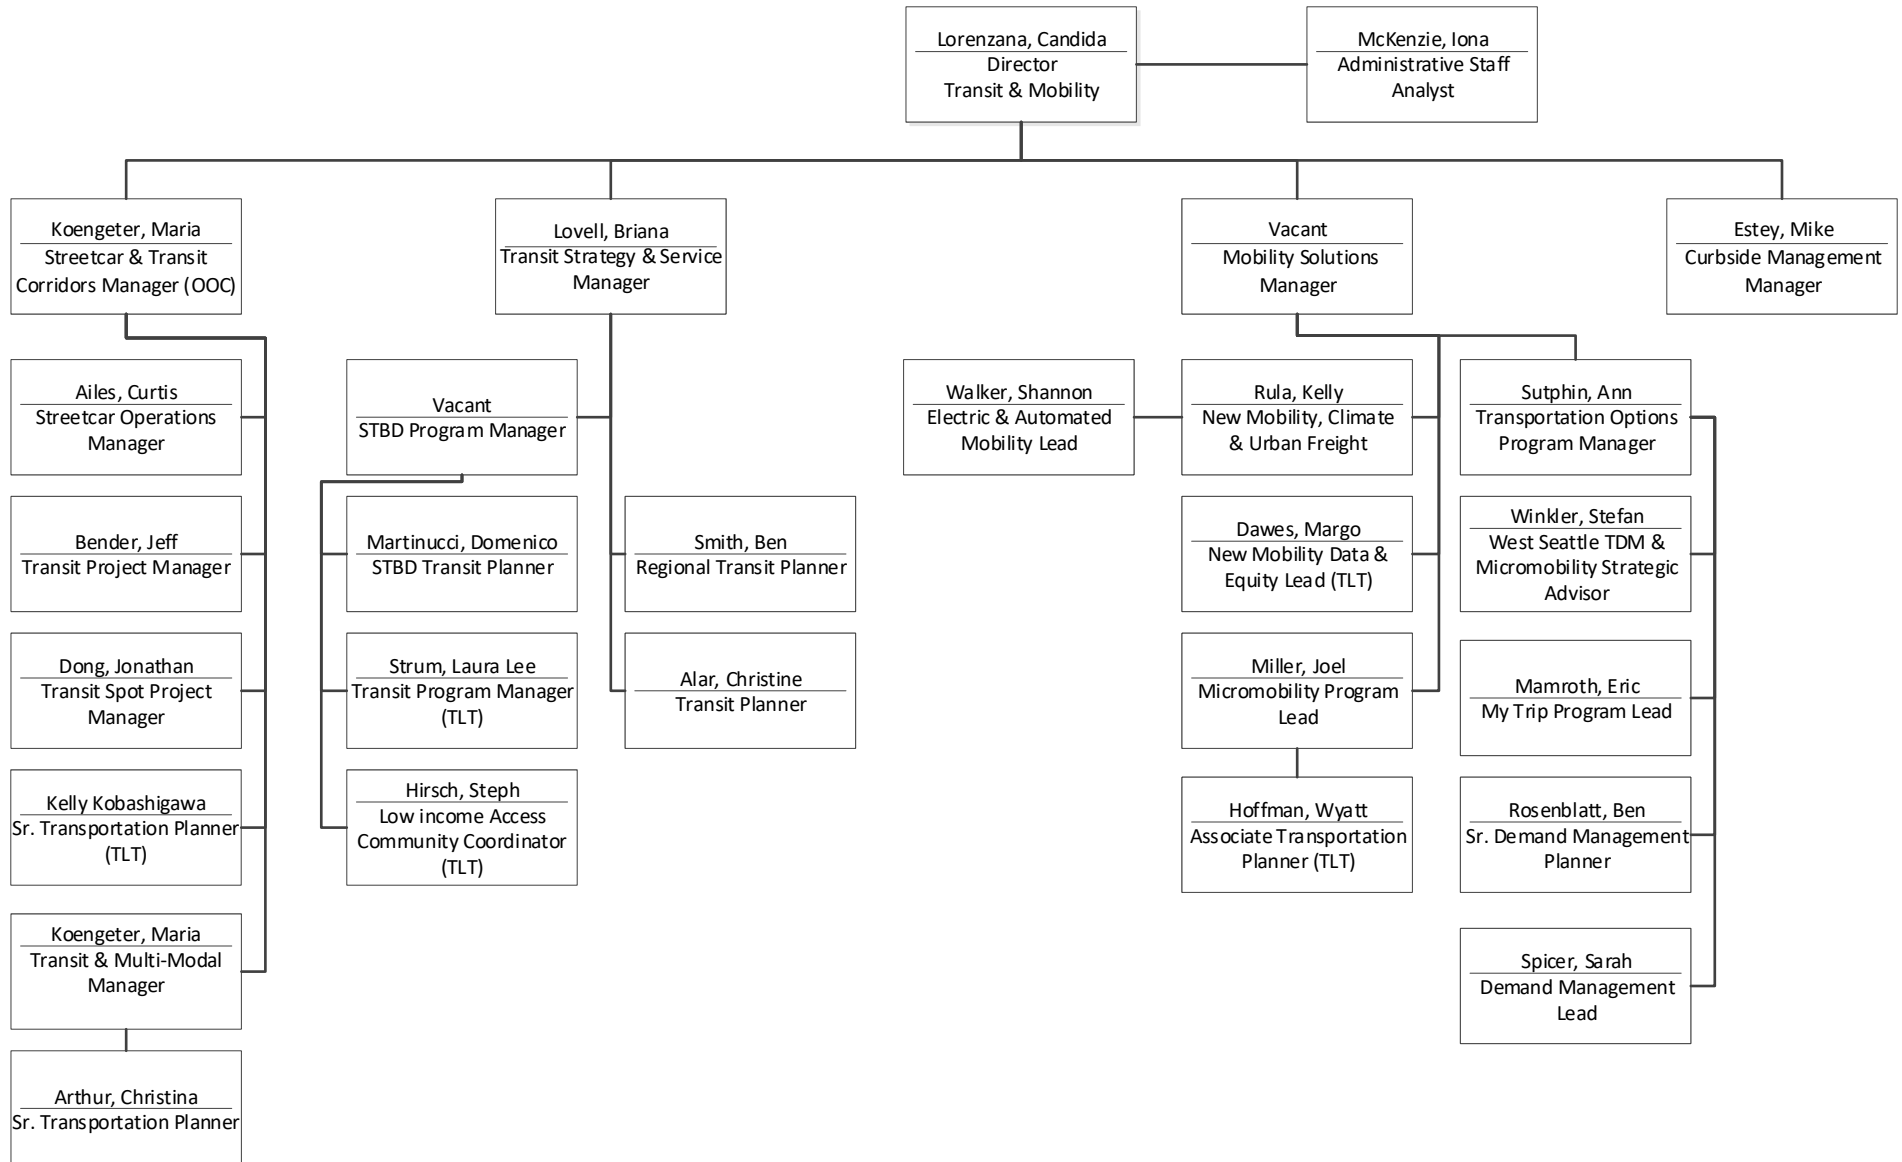 Lorenzana, Candida
Director
Transit & Mobility
McKenzie, Iona
Administrative Staff
Analyst
Koengeter, Maria
Streetcar & Transit
Corridors Manager (OOC)
Lovell, Briana
Transit Strategy & Service
Manager
Vacant
Mobility Solutions
Manager
Estey, Mike
Curbside Management
Manager
Ailes, Curtis
Streetcar Operations
Manager
Bender, Jeff
Transit Project Manager
Dong, Jonathan
Transit Spot Project
Manager
Kelly Kobashigawa
Sr. Transportation Planner
(TLT)
Koengeter, Maria
Transit & Multi-Modal
Manager
Arthur, Christina
Sr. Transportation Planner
Vacant
STBD Program Manager
Martinucci, Domenico
STBD Transit Planner
Strum, Laura Lee
Transit Program Manager
(TLT)
Hirsch, Steph
Low income Access
Community Coordinator
(TLT)
Smith, Ben
Regional Transit Planner
Alar, Christine
Transit Planner
Walker, Shannon
Electric & Automated
Mobility Lead
Rula, Kelly
New Mobility, Climate
& Urban Freight
Dawes, Margo
New Mobility Data &
Equity Lead (TLT)
Miller, Joel
Micromobility Program
Lead
Hoffman, Wyatt
Associate Transportation
Planner (TLT)
Sutphin, Ann
Transportation Options
Program Manager
Winkler, Stefan
West Seattle TDM &
Micromobility Strategic
Advisor
Mamroth, Eric
My Trip Program Lead
Rosenblatt, Ben
Sr. Demand Management
Planner
Spicer, Sarah
Demand Management
Lead